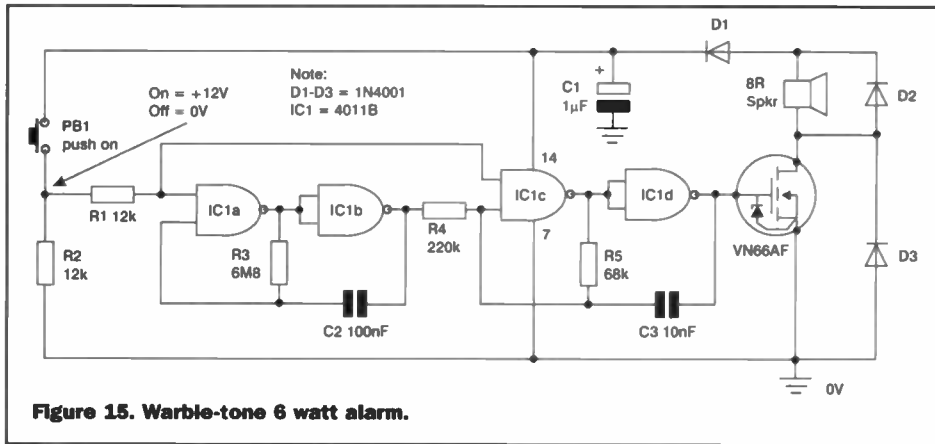 D1
On = +12V
Off = 0V
Note:
D1-D3 = 1N4001
IC1 = 4011B
+
C1
1µF
8R
Spkr
D2
PB1
push on
14
IC1a
IC1b
IC1c
IC1d
R1 12k
R4
220k
7
VN66AF
R2
12k
R3
6M8
R5
68k
D3
C2 100nF
C3 10nF
0V
Figure 15. Warble-tone 6 watt alarm.